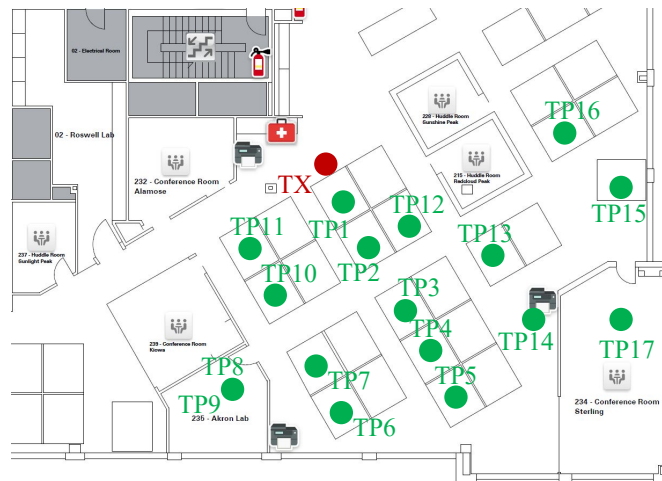 02 - Electrical Room
228 - Huddle Room
Sunshine Peak
TP16
02 - Roswell Lab
232 - Conference Room
Alamose
215 - Huddle Room
Redcloud Peak
TX
TP15
TP11
TP1
TP12
TP13
237 - Huddle Room
Sunlight Peak
TP10
TP2
TP3
239 - Conference Room
Kiowa
TP4
TP14
TP17
TP8
TP7
TP5
TP9
234 - Conference Room
Sterling
235 - Akron Lab
TP6